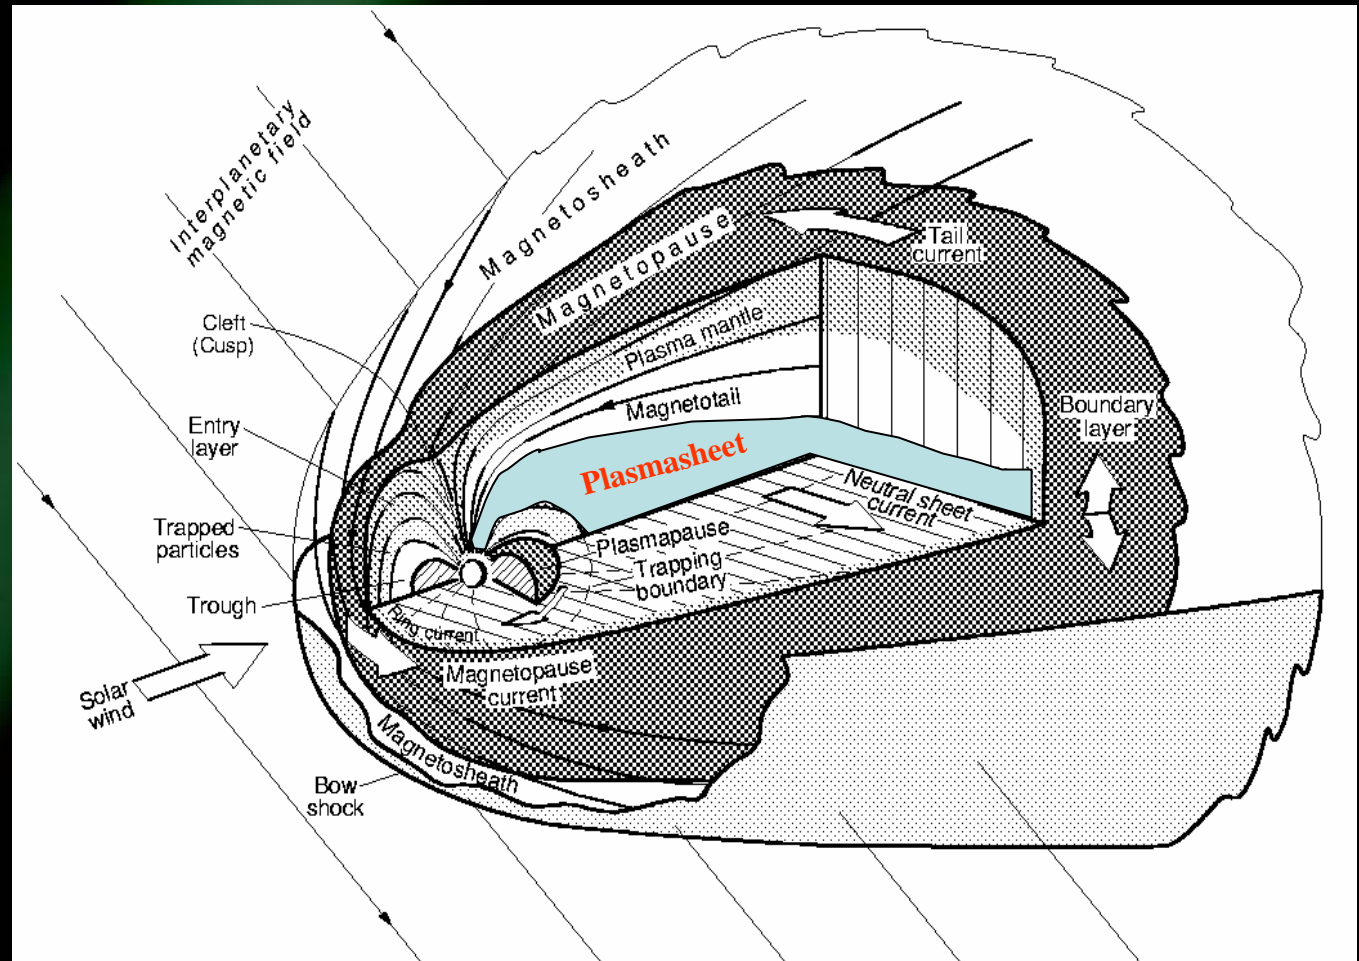 Interplanetary
magnetic field
Magnetosheath
Magnetopause
Tail
current
Cleft
(Cusp)
Plasma mantle
Magnetotail
Boundary
layer
Entry
layer
Plasmasheet
Neutral sheet
current
Trapped
particles
Plasmapause
Trapping
boundary
Trough
Ring current
Magnetopause
current
Solar
wind
Magnetosheath
Bow
shock